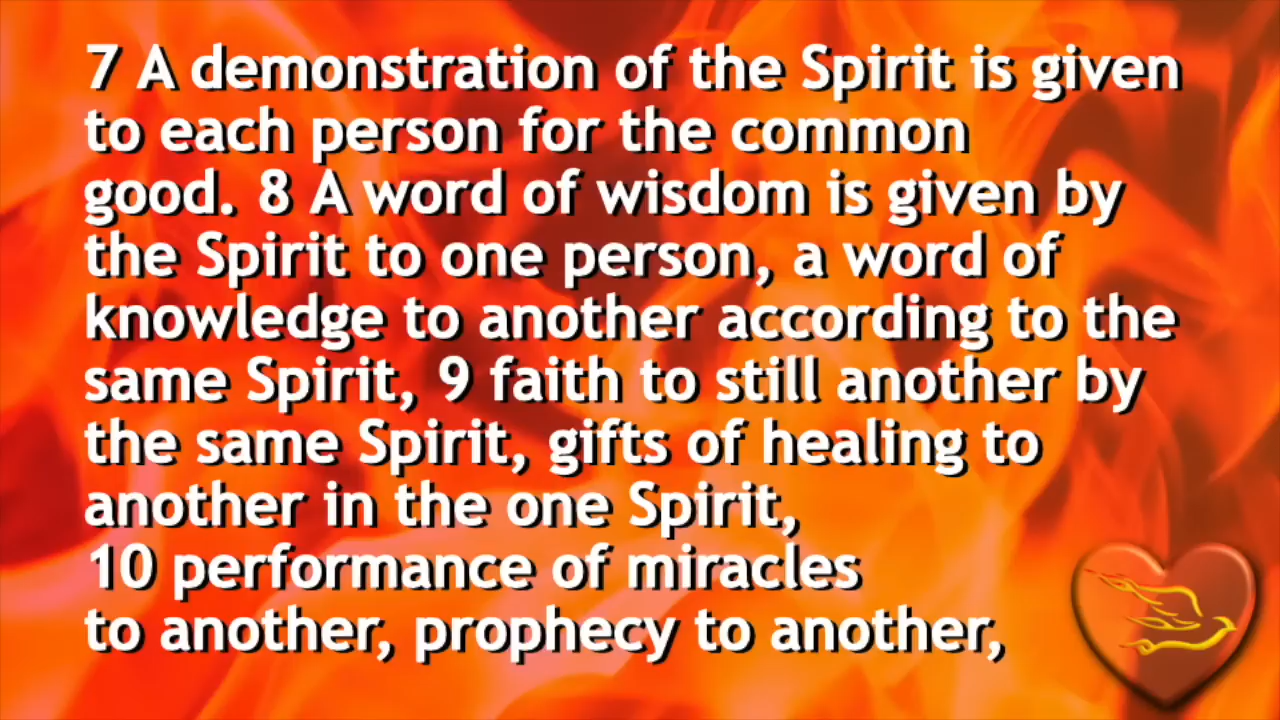 7 A demonstration of the Spirit is given
to each person for the common
good. 8 A word of wisdom is given by
the Spirit to one person, a word of
knowledge to another according to the
same Spirit, 9 faith to still another by
the same Spirit, gifts of healing to
another in the one Spirit,
10 performance of miracles
to another, prophecy to another,